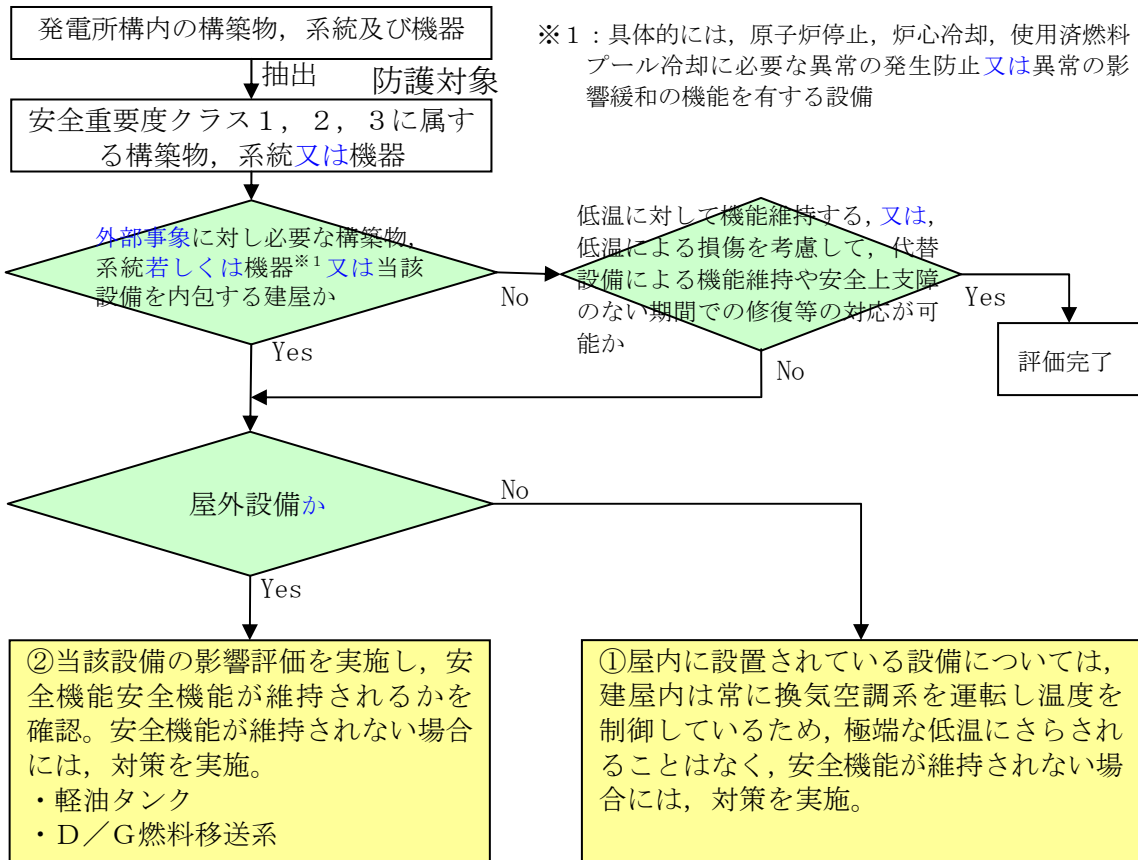 発電所構内の構築物，系統及び機器
※１：具体的には，原子炉停止，炉心冷却，使用済燃料
プール冷却に必要な異常の発生防止又は異常の影
響緩和の機能を有する設備
抽出
防護対象
安全重要度クラス１，２，３に属す
る構築物，系統又は機器
外部事象に対し必要な構築物，
系統若しくは機器※１又は当該
設備を内包する建屋か
No
Yes
低温に対して機能維持する，又は，
低温による損傷を考慮して，代替
設備による機能維持や安全上支障
のない期間での修復等の対応が可
能か
Yes
No
評価完了
屋外設備か
No
Yes
②当該設備の影響評価を実施し，安
全機能安全機能が維持されるかを
確認。安全機能が維持されない場合
には，対策を実施。
・軽油タンク
・Ｄ／Ｇ燃料移送系
①屋内に設置されている設備については，
建屋内は常に換気空調系を運転し温度を
制御しているため，極端な低温にさらされ
ることはなく，安全機能が維持されない場
合には，対策を実施。